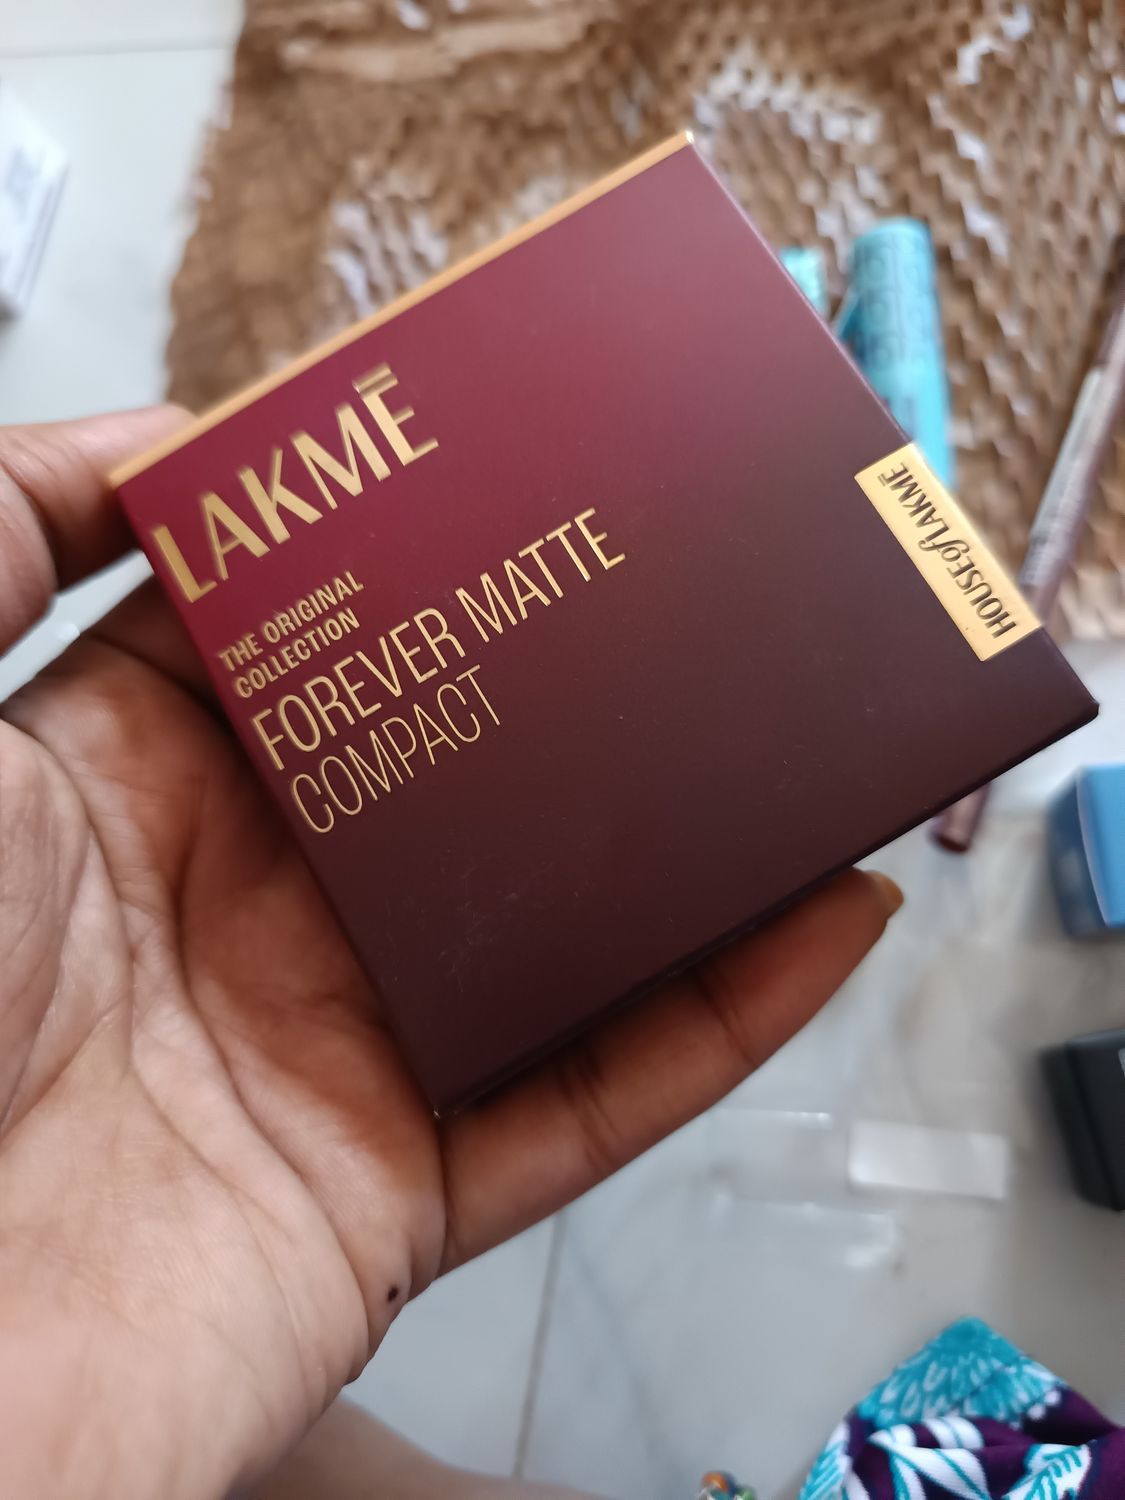 LAKMĒ
THE ORIGINAL
COLLECTION
FOREVER MATTE
COMPACT
HOUSE of LAKMĒ